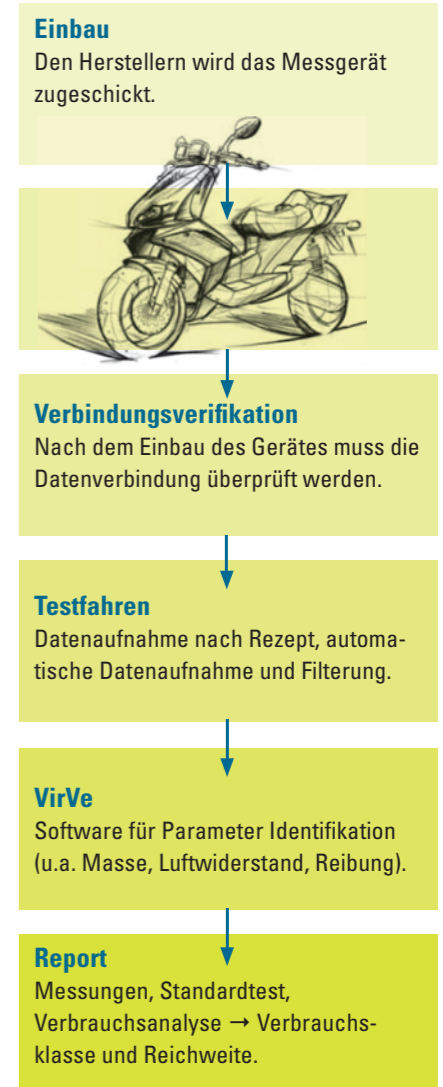 Einbau
Den Herstellern wird das Messgerät
zugeschickt.
Verbindungsverifikation
Nach dem Einbau des Gerätes muss die
Datenverbindung überprüft werden.
Testfahren
Datenaufnahme nach Rezept, automa-
tische Datenaufnahme und Filterung.
VirVe
Software für Parameter Identifikation
(u.a. Masse, Luftwiderstand, Reibung).
Report
Messungen, Standardtest,
Verbrauchsanalyse → Verbrauchs-
klasse und Reichweite.